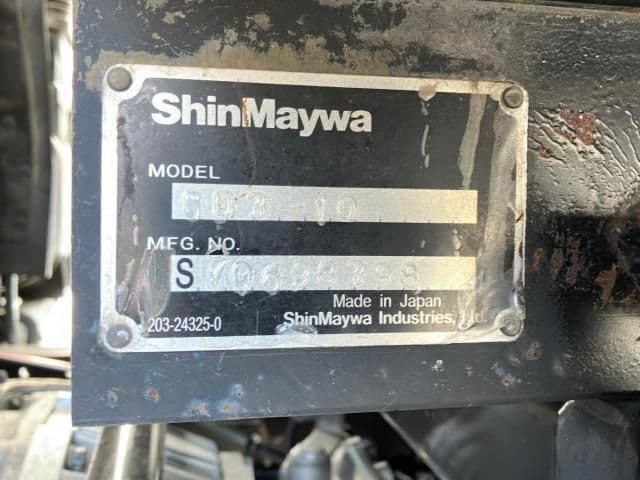 ShinMaywa
MODEL
MFG. NO.
S
Made in Japan
203-24325-0
ShinMaywa Industries, Ltd.